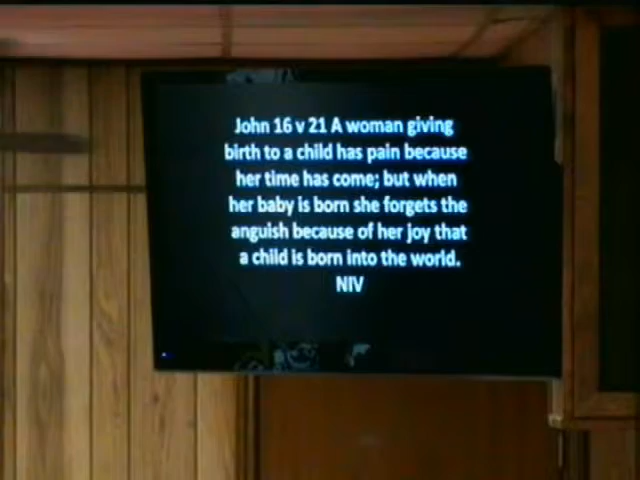 John 16 v 21 A woman giving
birth to a child has pain because
her time has come; but when
her baby is born she forgets the
anguish because of her joy that
a child is born into the world.
NIV